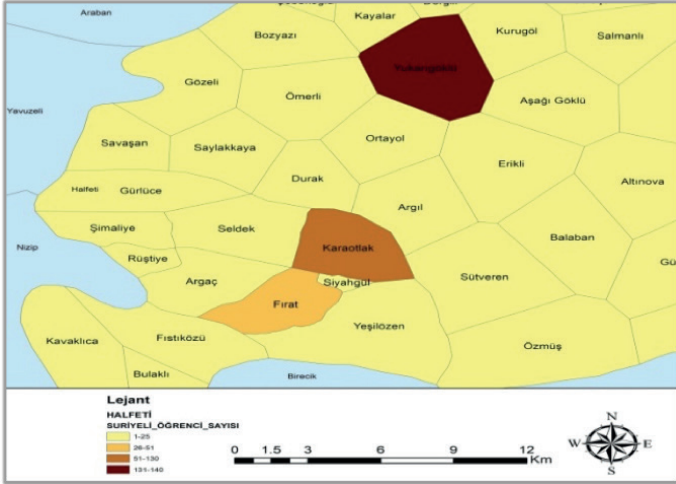 Araban
Kayalar
Bozyazı
Kurugöl
Salmanlı
Yukarıgöklü
Gözeli
Ömerli
Aşağı Göklü
Yavuzeli
Ortayol
Savaşan
Saylakkaya
Erikli
Durak
Altınova
Halfeti
Gürlüce
Argıl
Şimaliye
Seldek
Balaban
Karaotlak
Nizip
Rüştiye
Sütveren
Argaç
Siyahgül
Fırat
Yeşilözen
Kavaklıca
Fıstıközü
Özmüş
Bulaklı
Birecik
Lejant
HALFETİ
SURİYELİ_ÖĞRENCİ_SAYISI
1-25
26-51
51-130
131-140
0 1.5 3 6 9 12
Km
N
W E
S